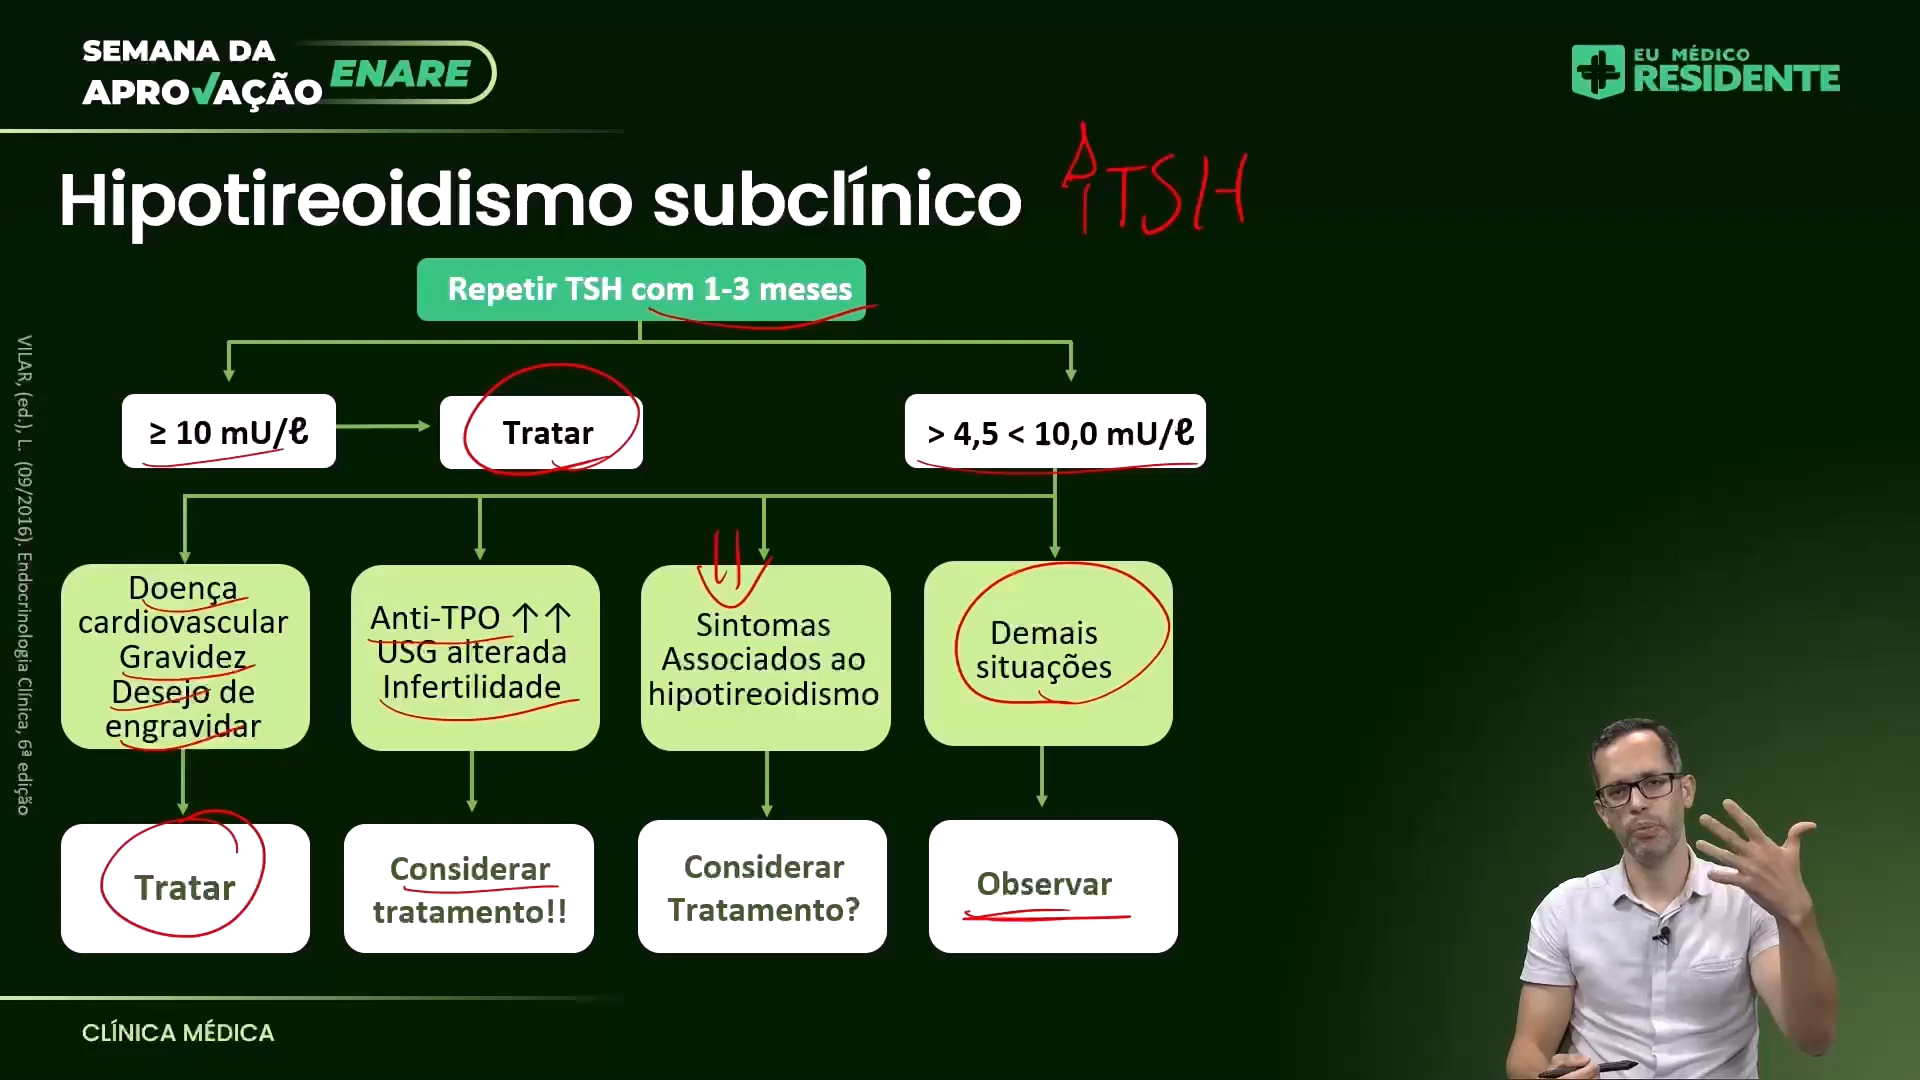 SEMANA DA
APROVAÇÃO
ENARE
EU MÉDICO
RESIDENTE
Hipotireoidismo subclínico
↑TSH
Repetir TSH com 1-3 meses
≥ 10 mU/ℓ
Tratar
> 4,5 < 10,0 mU/ℓ
Doença
cardiovascular
Gravidez
Desejo de
engravidar
Anti-TPO ↑↑
USG alterada
Infertilidade
Sintomas
Associados ao
hipotireoidismo
Demais
situações
Tratar
Considerar
tratamento!!
Considerar
Tratamento?
Observar
VILAR, (ed.), L. (09/2016). Endocrinologia Clínica, 6ª edição
CLÍNICA MÉDICA